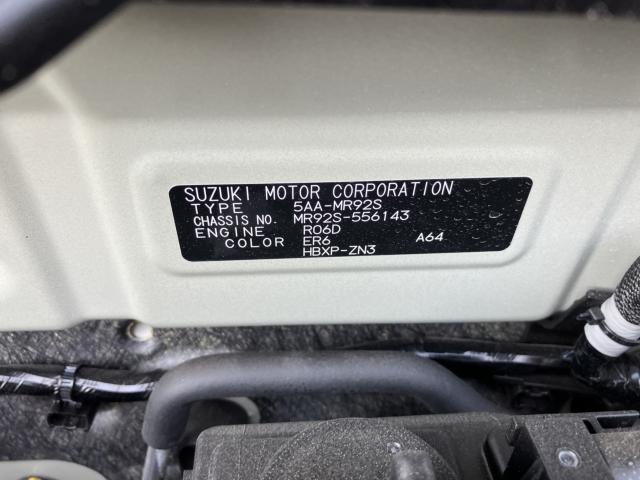 SUZUKI MOTOR CORPORATION
TYPE 5AA-MR92S
CHASSIS NO. MR92S-556143
ENGINE R06D
COLOR ER6 A64
HBXP-ZN3